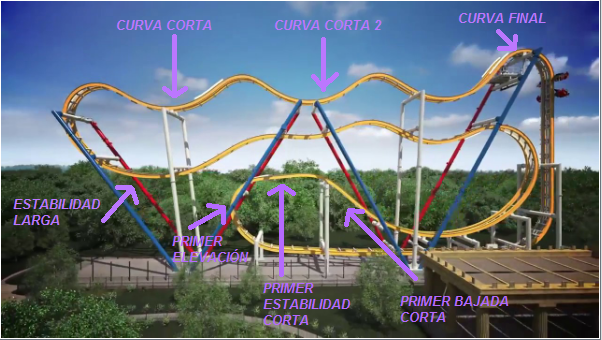 CURVA CORTA
CURVA CORTA 2
CURVA FINAL
ESTABILIDAD
LARGA
PRIMER
ELEVACIÓN
PRIMER
ESTABILIDAD
CORTA
PRIMER BAJADA
CORTA